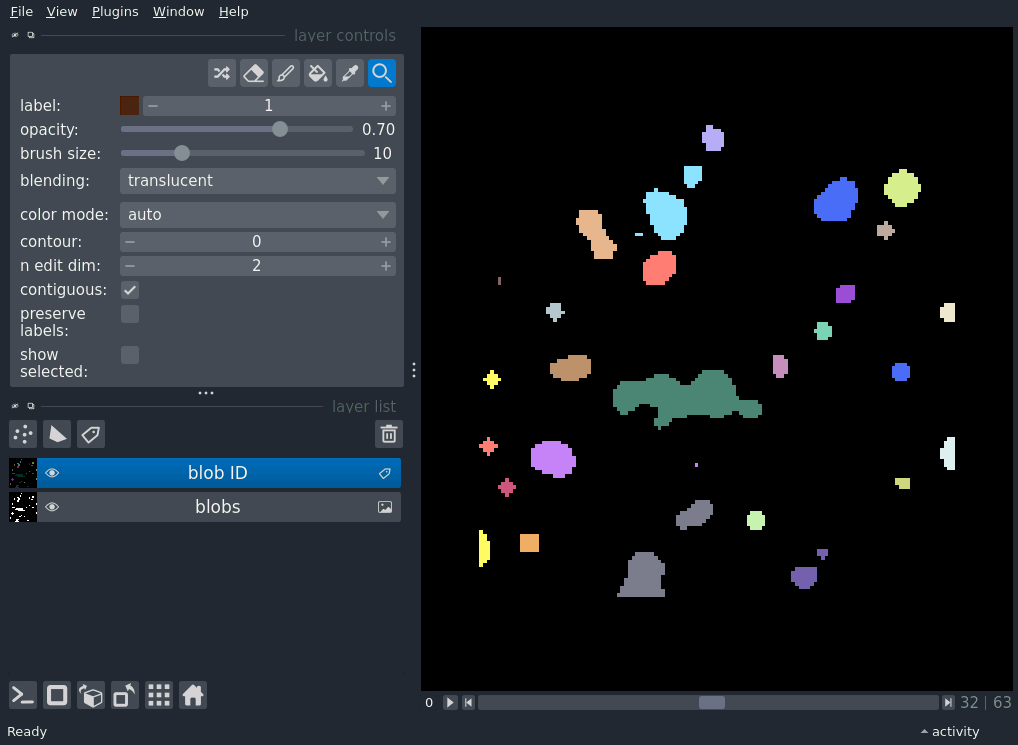 File View Plugins Window Help
layer controls
label: 1
opacity: 0.70
brush size: 10
blending: translucent
color mode: auto
contour: 0
n edit dim: 2
contiguous:
preserve
labels:
show
selected:
layer list
blob ID
blobs
0 32 | 63
Ready activity